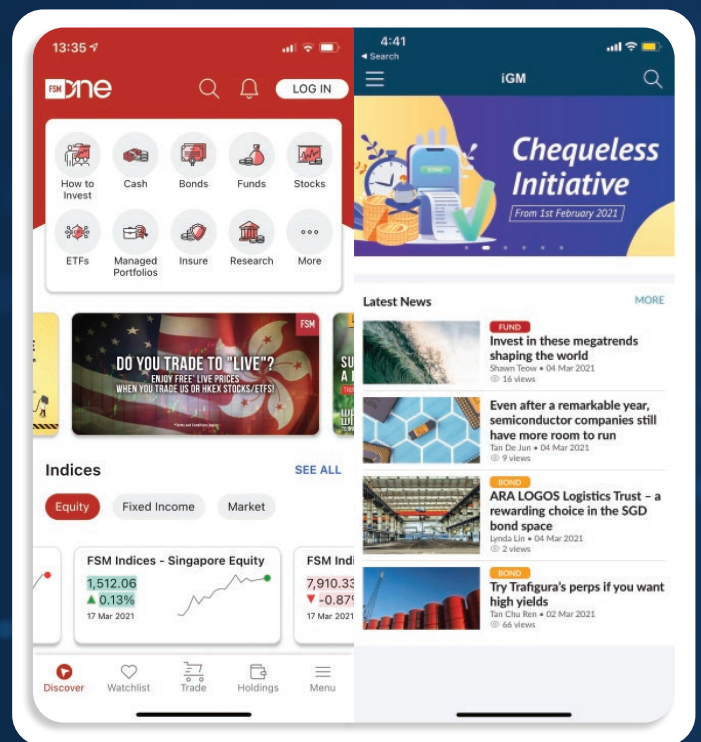 13:35
FSM One
LOG IN
How to
Invest
Cash
Bonds
Funds
Stocks
ETFs
Managed
Portfolios
Insure
Research
More
FSM
DO YOU TRADE TO "LIVE"?
ENJOY FREE* LIVE PRICES
WHEN YOU TRADE US OR HKEX STOCKS/ETFS!
*Terms and Conditions Apply
Indices
SEE ALL
Equity
Fixed Income
Market
FSM Indices - Singapore Equity
1,512.06
▲ 0.13%
17 Mar 2021
FSM Indi
7,910.33
▼ -0.87%
17 Mar 2021
Discover
Watchlist
Trade
Holdings
Menu
4:41
◂ Search
iGM
Chequeless
Initiative
From 1st February 2021
Latest News
MORE
FUND
Invest in these megatrends
shaping the world
Shawn Teow • 04 Mar 2021
16 views
Even after a remarkable year,
semiconductor companies still
have more room to run
Tan De Jun • 04 Mar 2021
9 views
BOND
ARA LOGOS Logistics Trust – a
rewarding choice in the SGD
bond space
Lynda Lin • 04 Mar 2021
2 views
BOND
Try Trafigura's perps if you want
high yields
Tan Chu Ren • 02 Mar 2021
66 views